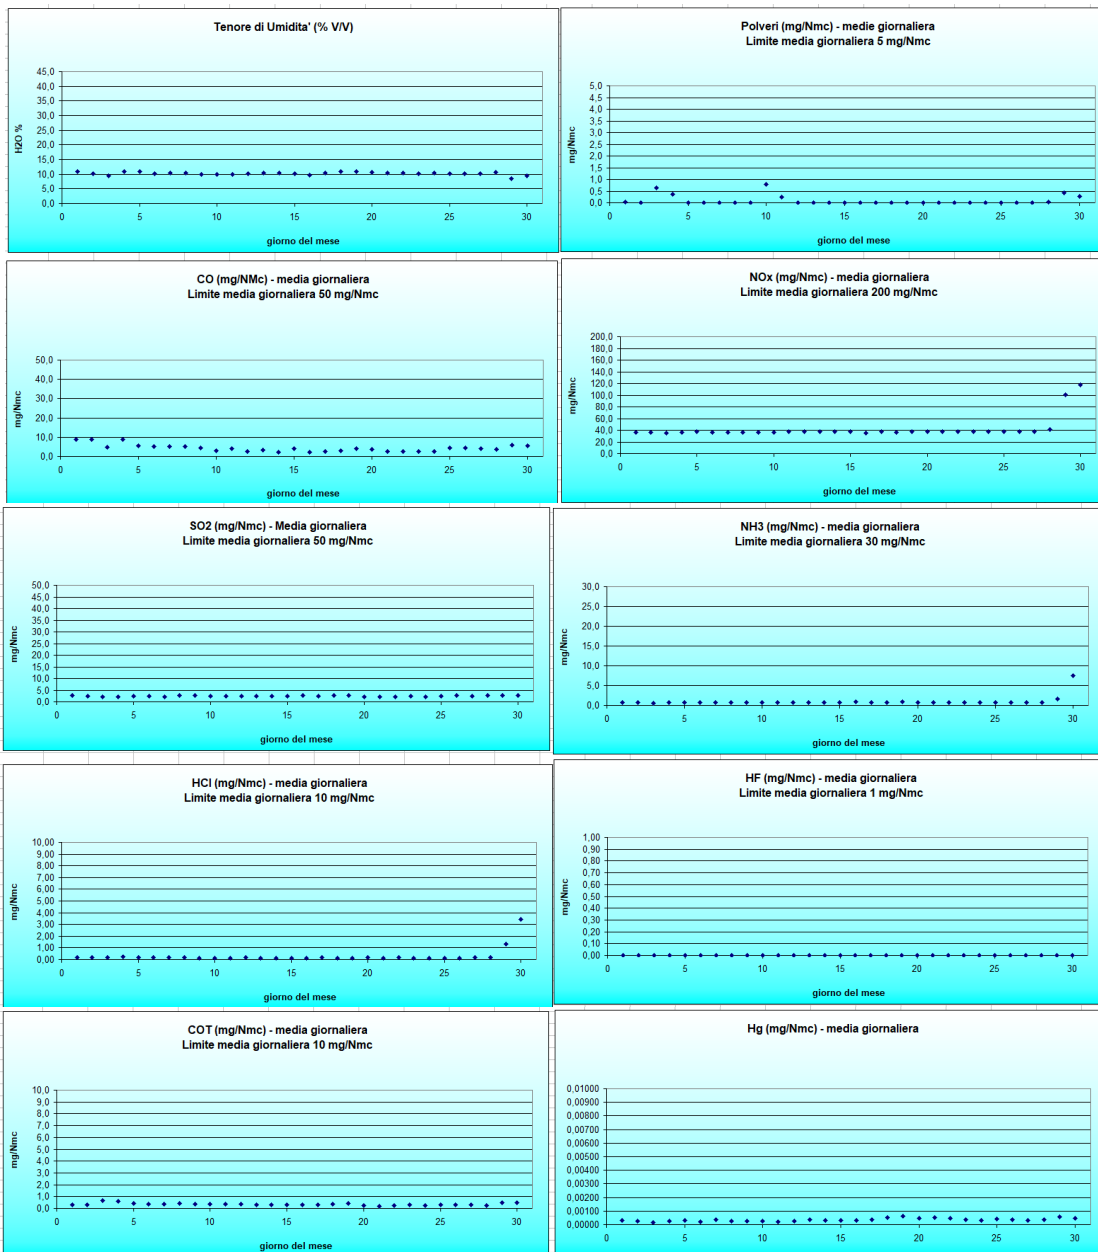 Tenore di Umidita' (% V/V)
45,0
40,0
35,0
30,0
25,0
20,0
15,0
10,0
5,0
0,0
H2O %
0 5 10 15 20 25 30
giorno del mese
Polveri (mg/Nmc) - medie giornaliera
Limite media giornaliera 5 mg/Nmc
5,0
4,5
4,0
3,5
3,0
2,5
2,0
1,5
1,0
0,5
0,0
mg/Nmc
0 5 10 15 20 25 30
giorno del mese
CO (mg/NMc) - media giornaliera
Limite media giornaliera 50 mg/Nmc
50,0
40,0
30,0
20,0
10,0
0,0
mg/Nmc
0 5 10 15 20 25 30
giorno del mese
NOx (mg/Nmc) - media giornaliera
Limite media giornaliera 200 mg/Nmc
200,0
180,0
160,0
140,0
120,0
100,0
80,0
60,0
40,0
20,0
0,0
mg/Nmc
0 5 10 15 20 25 30
giorno del mese
SO2 (mg/Nmc) - Media giornaliera
Limite media giornaliera 50 mg/Nmc
50,0
45,0
40,0
35,0
30,0
25,0
20,0
15,0
10,0
5,0
0,0
mg/Nmc
0 5 10 15 20 25 30
giorno del mese
NH3 (mg/Nmc) - media giornaliera
Limite media giornaliera 30 mg/Nmc
30,0
25,0
20,0
15,0
10,0
5,0
0,0
mg/Nmc
0 5 10 15 20 25 30
giorno del mese
HCl (mg/Nmc) - media giornaliera
Limite media giornaliera 10 mg/Nmc
10,00
9,00
8,00
7,00
6,00
5,00
4,00
3,00
2,00
1,00
0,00
mg/Nmc
0 5 10 15 20 25 30
giorno del mese
HF (mg/Nmc) - media giornaliera
Limite media giornaliera 1 mg/Nmc
1,00
0,90
0,80
0,70
0,60
0,50
0,40
0,30
0,20
0,10
0,00
mg/Nmc
0 5 10 15 20 25 30
giorno del mese
COT (mg/Nmc) - media giornaliera
Limite media giornaliera 10 mg/Nmc
10,0
9,0
8,0
7,0
6,0
5,0
4,0
3,0
2,0
1,0
0,0
mg/Nmc
0 5 10 15 20 25 30
giorno del mese
Hg (mg/Nmc) - media giornaliera
0,01000
0,00900
0,00800
0,00700
0,00600
0,00500
0,00400
0,00300
0,00200
0,00100
0,00000
mg/Nmc
0 5 10 15 20 25 30
giorno del mese